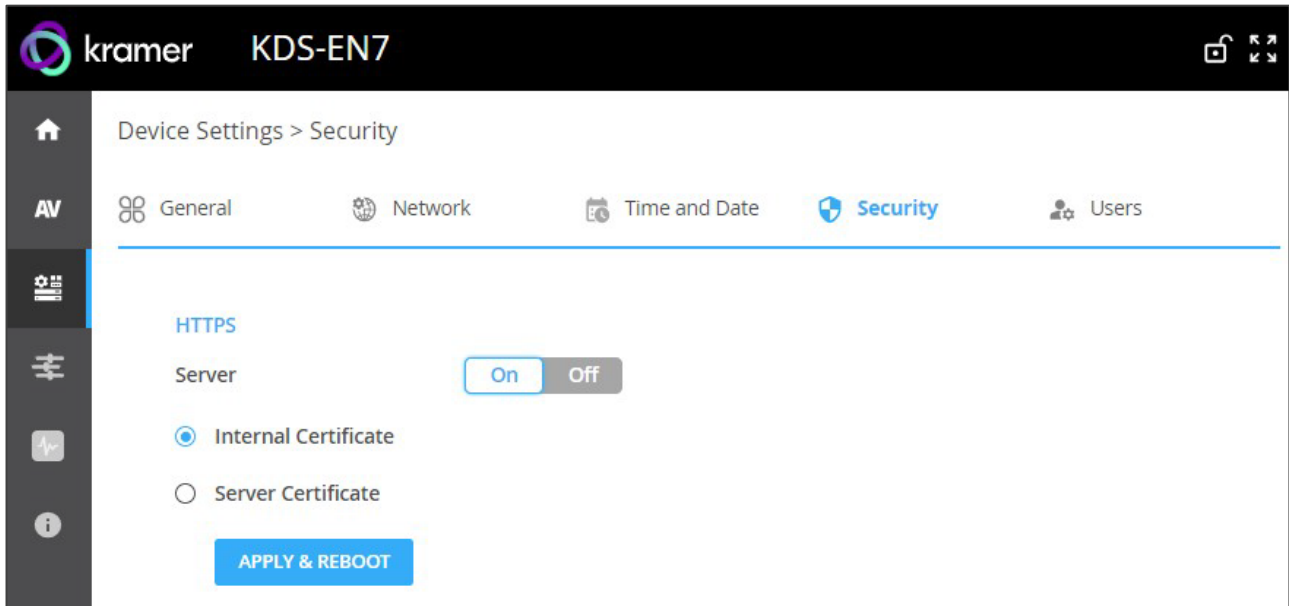 kramer KDS-EN7
Device Settings > Security
AV
General Network Time and Date Security Users
HTTPS
Server On Off
Internal Certificate
Server Certificate
APPLY & REBOOT